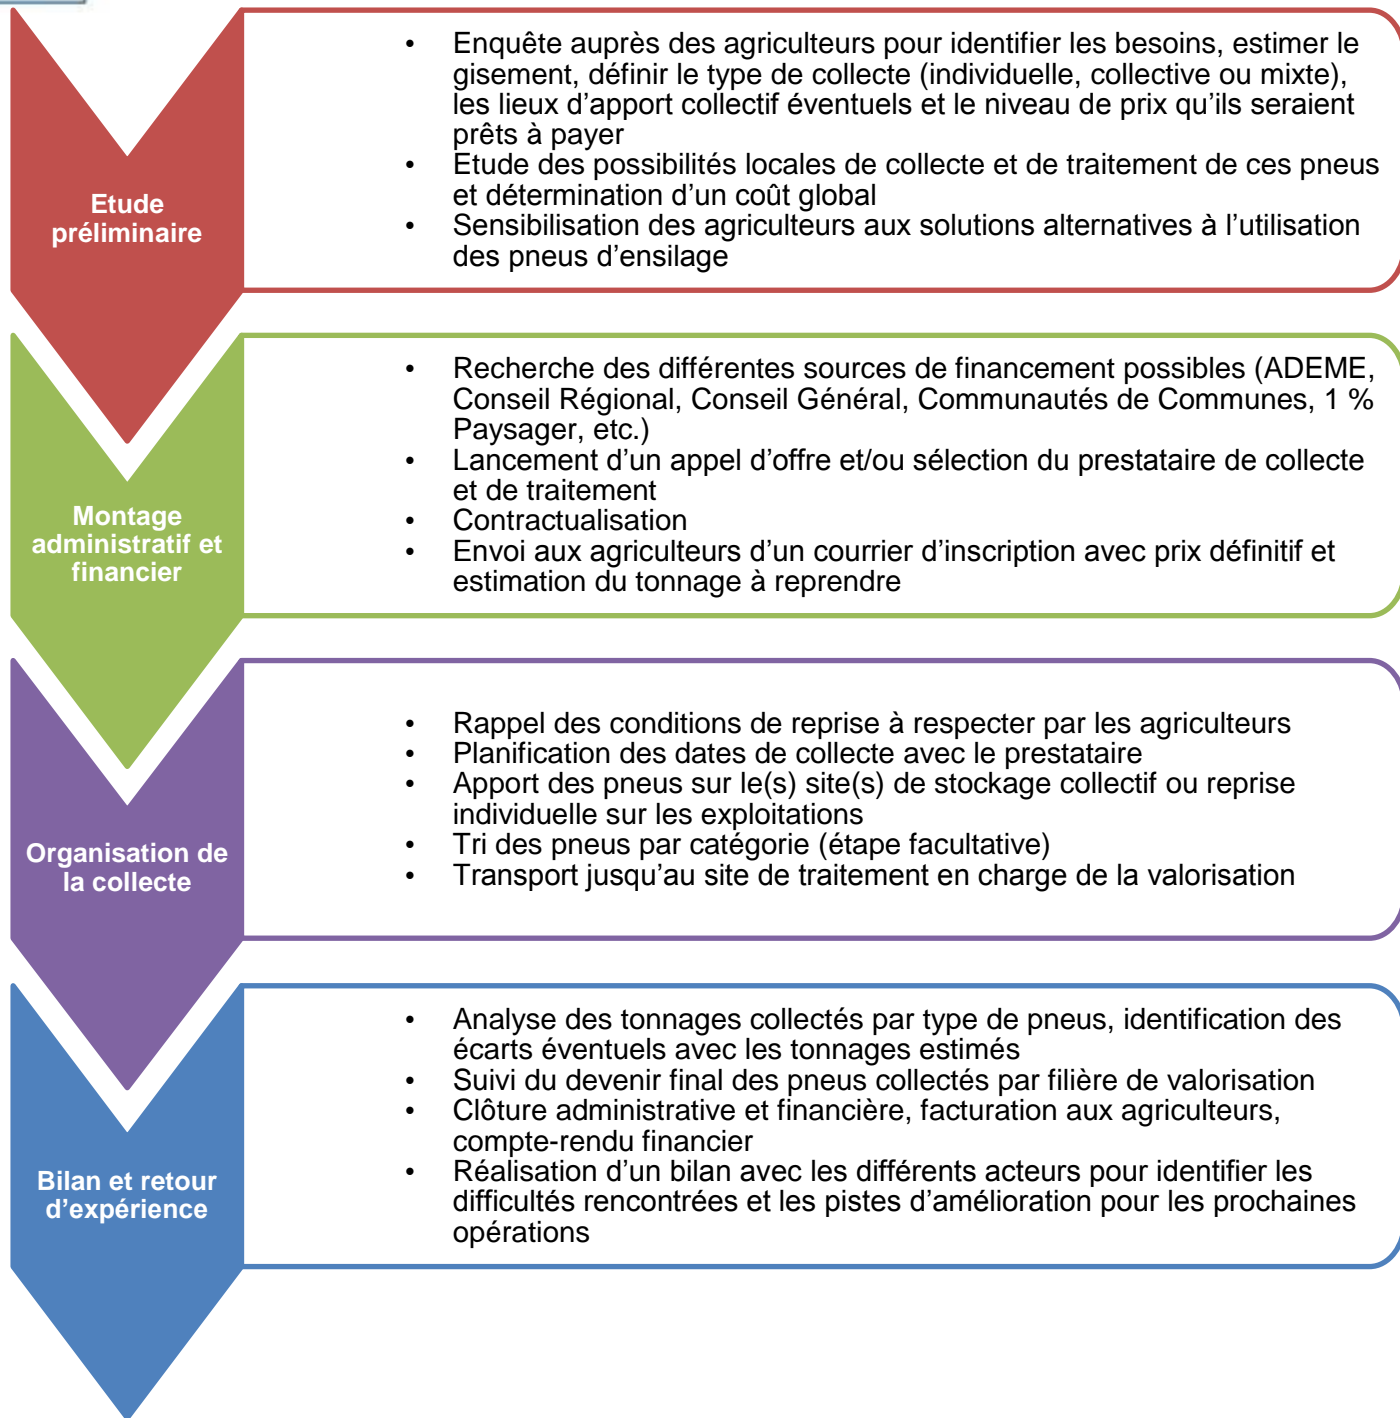 Etude
préliminaire
• Enquête auprès des agriculteurs pour identifier les besoins, estimer le
gisement, définir le type de collecte (individuelle, collective ou mixte),
les lieux d’apport collectif éventuels et le niveau de prix qu’ils seraient
prêts à payer
• Etude des possibilités locales de collecte et de traitement de ces pneus
et détermination d’un coût global
• Sensibilisation des agriculteurs aux solutions alternatives à l’utilisation
des pneus d’ensilage
Montage
administratif et
financier
• Recherche des différentes sources de financement possibles (ADEME,
Conseil Régional, Conseil Général, Communautés de Communes, 1 %
Paysager, etc.)
• Lancement d’un appel d’offre et/ou sélection du prestataire de collecte
et de traitement
• Contractualisation
• Envoi aux agriculteurs d’un courrier d’inscription avec prix définitif et
estimation du tonnage à reprendre
Organisation de
la collecte
• Rappel des conditions de reprise à respecter par les agriculteurs
• Planification des dates de collecte avec le prestataire
• Apport des pneus sur le(s) site(s) de stockage collectif ou reprise
individuelle sur les exploitations
• Tri des pneus par catégorie (étape facultative)
• Transport jusqu’au site de traitement en charge de la valorisation
Bilan et retour
d’expérience
• Analyse des tonnages collectés par type de pneus, identification des
écarts éventuels avec les tonnages estimés
• Suivi du devenir final des pneus collectés par filière de valorisation
• Clôture administrative et financière, facturation aux agriculteurs,
compte-rendu financier
• Réalisation d’un bilan avec les différents acteurs pour identifier les
difficultés rencontrées et les pistes d’amélioration pour les prochaines
opérations